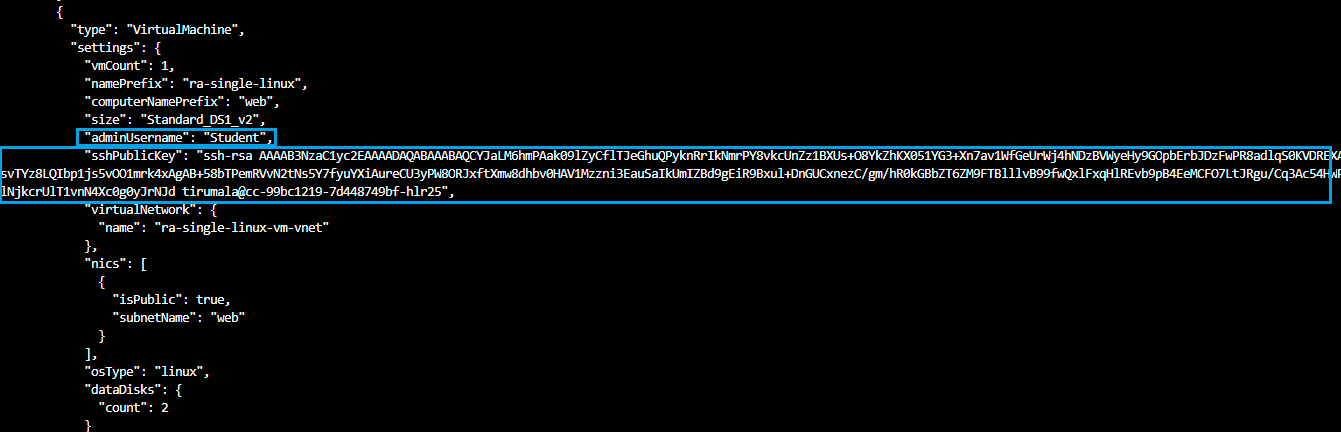 {
"type": "VirtualMachine",
"settings": {
"vmCount": 1,
"namePrefix": "ra-single-linux",
"computerNamePrefix": "web",
"size": "Standard_DS1_v2",
"adminUsername": "Student",
"sshPublicKey": "ssh-rsa AAAAB3NzaC1yc2EAAAADAQABAAABAQCYJaLM6hmPAak09lZyCflTJeGhuQPyknRrIkNmrPY8vkcUnZz1BXUs+O8YkZhKX051YG3+Xn7av1WfGeUrWj4hNDzBVWyeHy9GOpbErbJDzFwPR8adlqS0KVDREXA
svTYz8LQIbp1js5vOO1mrk4xAgAB+58bTPemRVvN2tNs5Y7fyuYXiAureCU3yPW8ORJxftXmw8dhbv0HAV1Mzzni3EauSaIkUmIZBd9gEiR9Bxul+DnGUCxnezC/gm/hR0kGBbZT6ZM9FTBlllvB99fwQxlFxqHlREvb9pB4EeMCFO7LtJRgu/Cq3Ac54HwP
lNjkcrUlT1vnN4Xc0g0yJrNJd tirumala@cc-99bc1219-7d448749bf-hlr25",
"virtualNetwork": {
"name": "ra-single-linux-vm-vnet"
},
"nics": [
{
"isPublic": true,
"subnetName": "web"
}
],
"osType": "linux",
"dataDisks": {
"count": 2
}